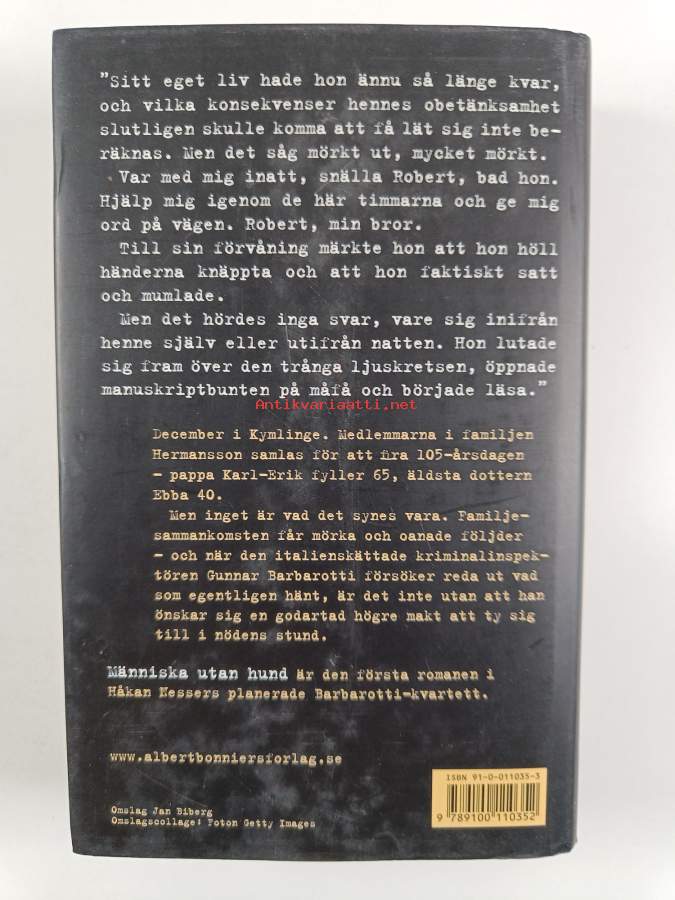 "Sitt eget liv hade hon ännu så länge kvar,
och vilka konsekvenser hennes obetänksamhet
slutligen skulle komma att få lät sig inte be-
räknas. Men det såg mörkt ut, mycket mörkt.
Var med mig inatt, snälla Robert, bad hon.
Hjälp mig igenom de här timmarna och ge mig
ord på vägen. Robert, min bror.
Till sin förvåning märkte hon att hon höll
händerna knäppta och att hon faktiskt satt
och mumlade.
Men det hördes inga svar, vare sig inifrån
henne själv eller utifrån natten. Hon lutade
sig fram över den trånga ljuskretsen, öppnade
manuskriptbunten på måfå och började läsa."
Antikvariaatti.net
December i Kymlinge. Medlemmarna i familjen
Hermansson samlas för att fira 105-årsdagen
– pappa Karl-Erik fyller 65, äldsta dottern
Ebba 40.
Men inget är vad det synes vara. Familje-
sammankomsten får mörka och oanade följder
– och när den italienskättade kriminalinspek-
tören Gunnar Barbarotti försöker reda ut vad
som egentligen hänt, är det inte utan att han
önskar sig en godartad högre makt att ty sig
till i nödens stund.
Människa utan hund är den första romanen i
Håkan Nessers planerade Barbarotti-kvartett.
www.albertbonniersforlag.se
ISBN 91-0-011035-3
9 789100 110352
Omslag Jan Biberg
Omslagscollage: Foton Getty Images